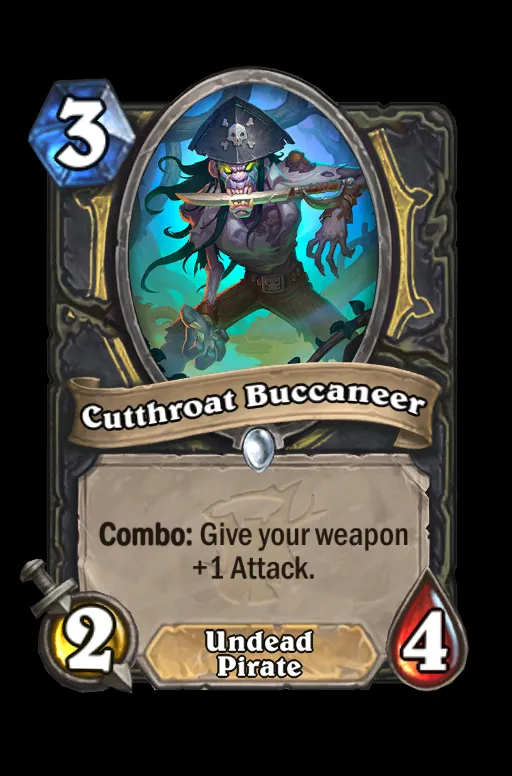 3
Cutthroat Buccaneer
Combo: Give your weapon
+1 Attack.
2
Undead
Pirate
4